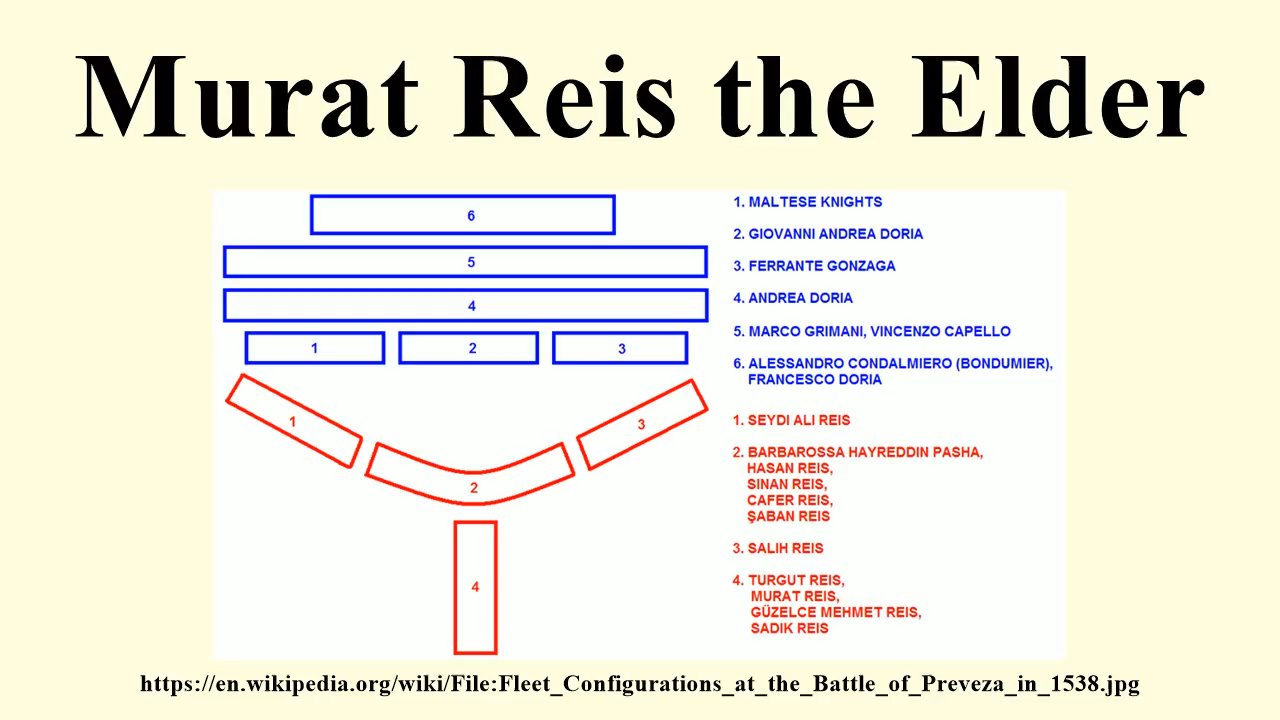 Murat Reis the Elder
6
5
4
1 2 3
1 3
2
4
1. MALTESE KNIGHTS
2. GIOVANNI ANDREA DORIA
3. FERRANTE GONZAGA
4. ANDREA DORIA
5. MARCO GRIMANI, VINCENZO CAPELLO
6. ALESSANDRO CONDALMIERO (BONDUMIER),
FRANCESCO DORIA
1. SEYDI ALI REIS
2. BARBAROSSA HAYREDDIN PASHA,
HASAN REIS,
SINAN REIS,
CAFER REIS,
ŞABAN REIS
3. SALIH REIS
4. TURGUT REIS,
MURAT REIS,
GÜZELCE MEHMET REIS,
SADIK REIS
https://en.wikipedia.org/wiki/File:Fleet_Configurations_at_the_Battle_of_Preveza_in_1538.jpg